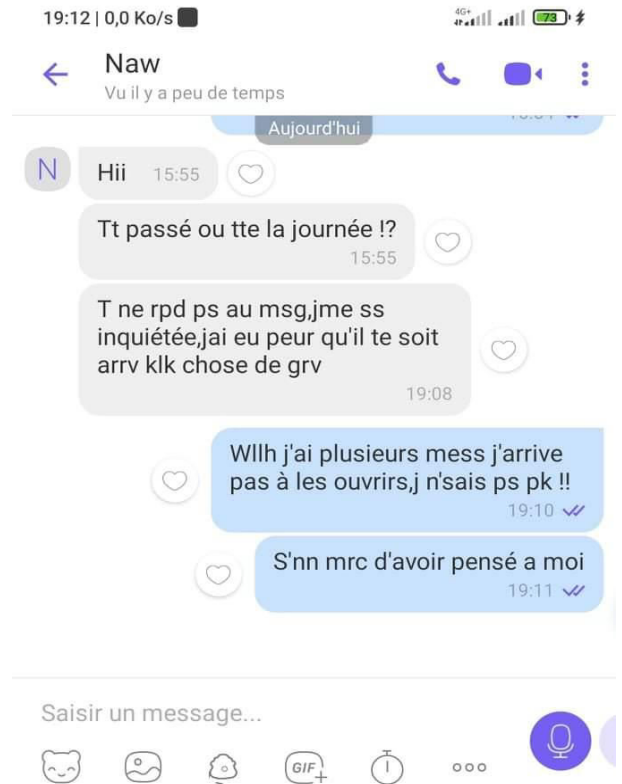 19:12 | 0,0 Ko/s
4G+
73
Naw
Vu il y a peu de temps
Aujourd'hui
N
Hii 15:55
Tt passé ou tte la journée !?
15:55
T ne rpd ps au msg,jme ss
inquiétée,jai eu peur qu'il te soit
arrv klk chose de grv
19:08
Wllh j'ai plusieurs mess j'arrive
pas à les ouvrirs,j n'sais ps pk !!
19:10
S'nn mrc d'avoir pensé a moi
19:11
Saisir un message...
GIF